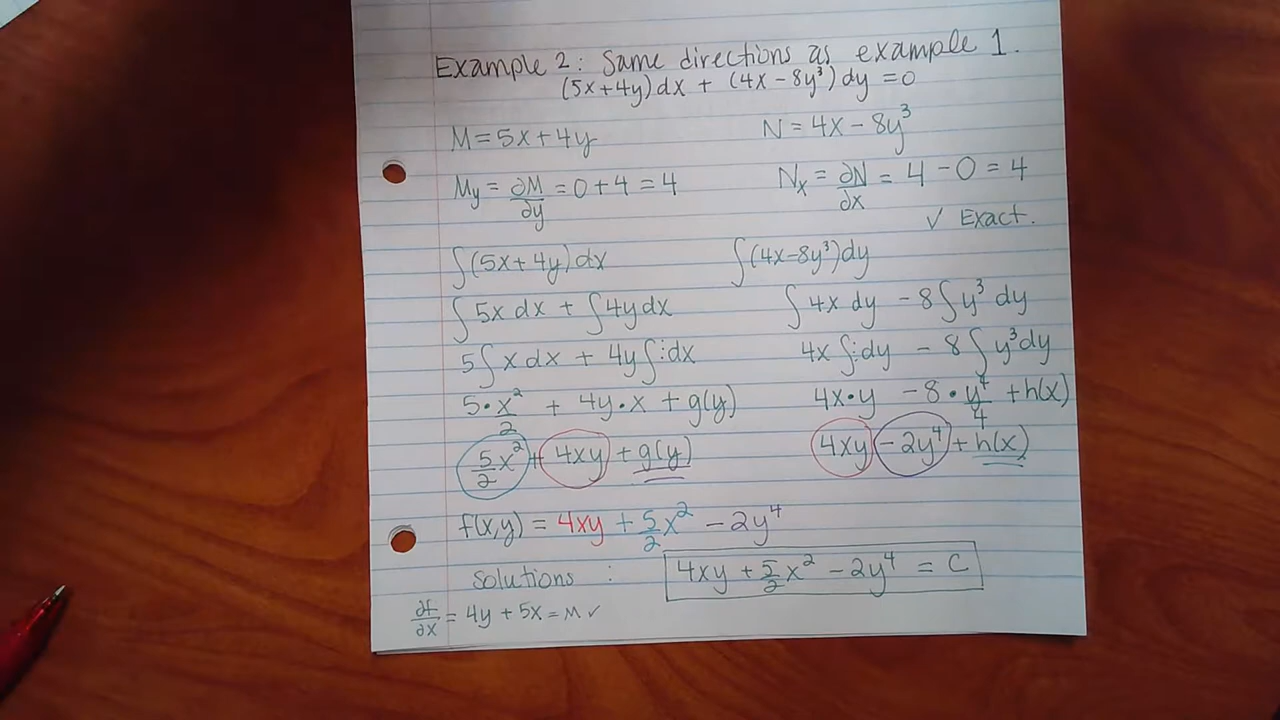 Example 2: Same directions as example 1.
(5x+4y)dx + (4x-8y³)dy = 0
M = 5x+4y N = 4x-8y³
My = ∂M/∂y = 0+4 = 4 Nx = ∂N/∂x = 4-0 = 4
✓ Exact.
∫(5x+4y)dx ∫(4x-8y³)dy
∫5x dx + ∫4y dx ∫4x dy - 8∫y³ dy
5∫x dx + 4y∫1dx 4x∫1dy - 8∫y³dy
5·x²/2 + 4y·x + g(y) 4x·y - 8·y⁴/4 + h(x)
5/2x² + 4xy + g(y) 4xy - 2y⁴ + h(x)
f(x,y) = 4xy + 5/2x² - 2y⁴
Solutions : 4xy + 5/2x² - 2y⁴ = C
∂f/∂x = 4y + 5x = M ✓